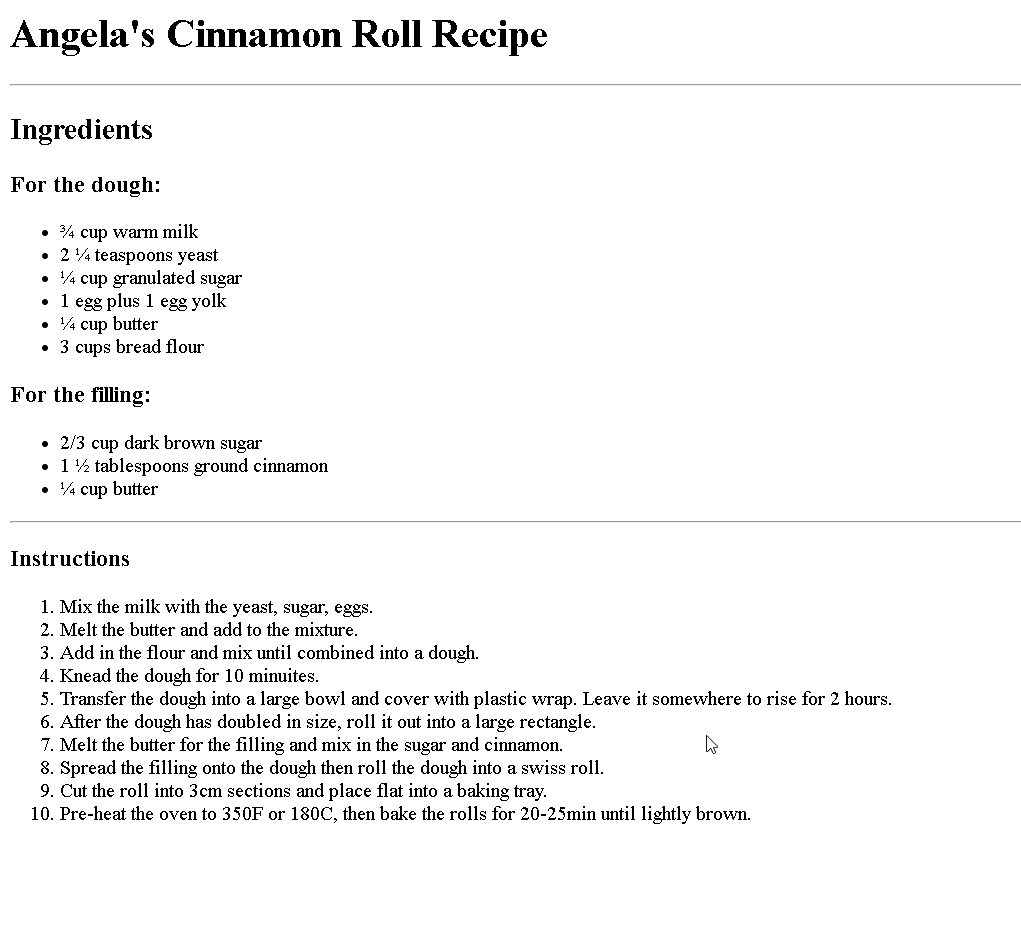 Angela's Cinnamon Roll Recipe
Ingredients
For the dough:
• ¾ cup warm milk
• 2 ¼ teaspoons yeast
• ¼ cup granulated sugar
• 1 egg plus 1 egg yolk
• ¼ cup butter
• 3 cups bread flour
For the filling:
• 2/3 cup dark brown sugar
• 1 ½ tablespoons ground cinnamon
• ¼ cup butter
Instructions
1. Mix the milk with the yeast, sugar, eggs.
2. Melt the butter and add to the mixture.
3. Add in the flour and mix until combined into a dough.
4. Knead the dough for 10 minuites.
5. Transfer the dough into a large bowl and cover with plastic wrap. Leave it somewhere to rise for 2 hours.
6. After the dough has doubled in size, roll it out into a large rectangle.
7. Melt the butter for the filling and mix in the sugar and cinnamon.
8. Spread the filling onto the dough then roll the dough into a swiss roll.
9. Cut the roll into 3cm sections and place flat into a baking tray.
10. Pre-heat the oven to 350F or 180C, then bake the rolls for 20-25min until lightly brown.